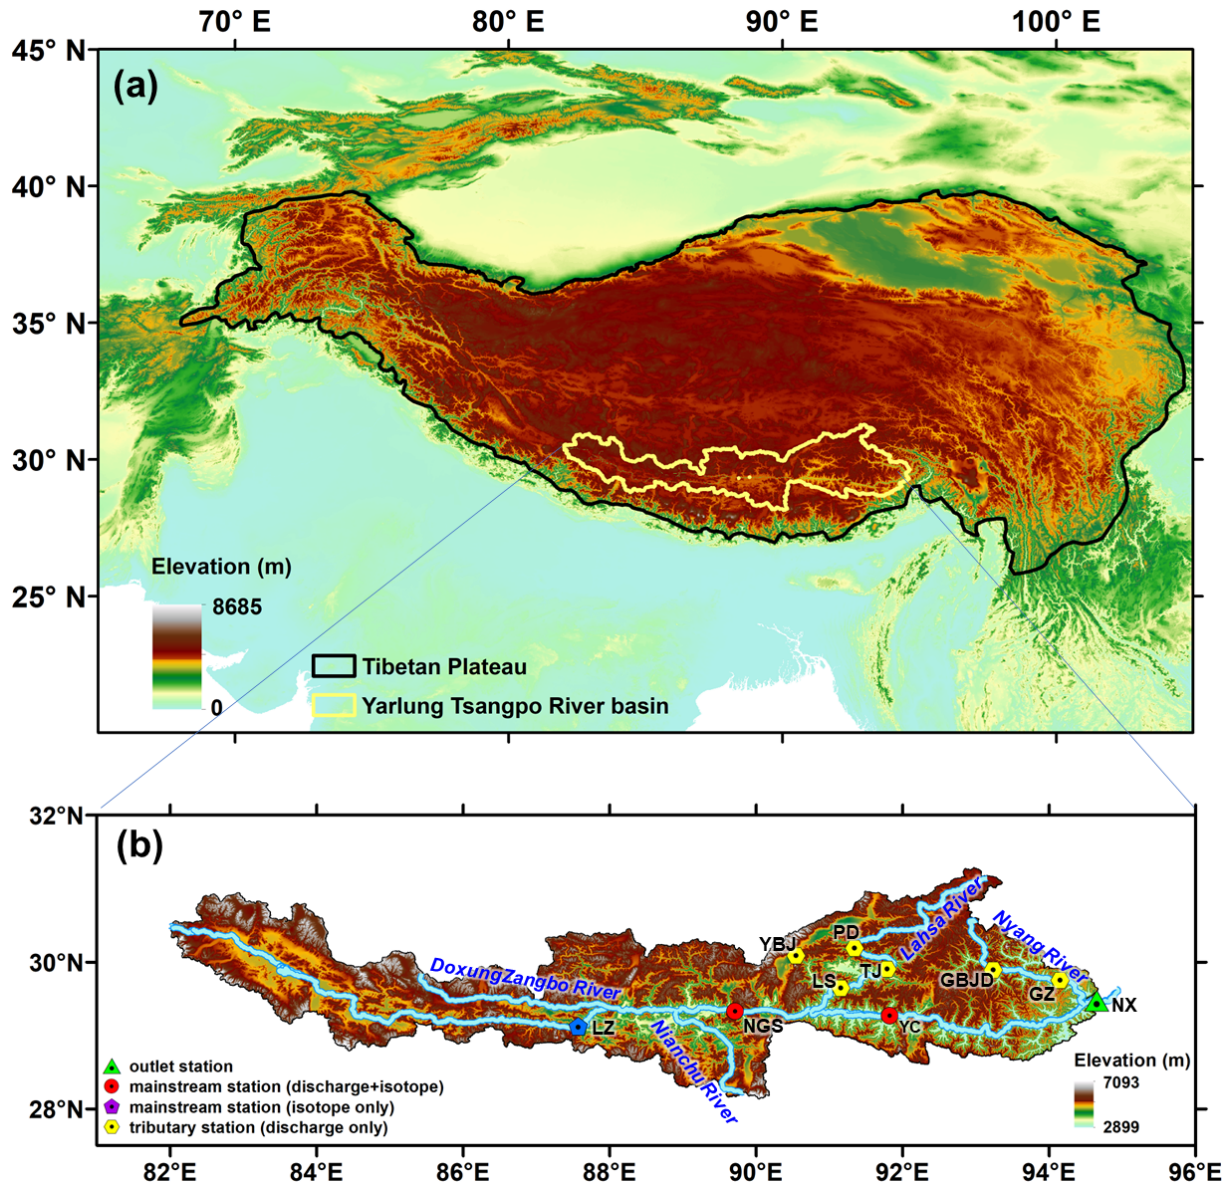 70° E 80° E 90° E 100° E
45° N
(a)
40° N
35° N
30° N
25° N
Elevation (m)
8685
0
Tibetan Plateau
Yarlung Tsangpo River basin
32°N
(b)
30°N
28°N
DoxungZangbo River
Nianchu River
Lahsa River
Nyang River
YBJ
PD
LS
TJ
GBJD
GZ
NX
LZ
NGS
YC
outlet station
mainstream station (discharge+isotope)
mainstream station (isotope only)
tributary station (discharge only)
Elevation (m)
7093
2899
82°E 84°E 86°E 88°E 90°E 92°E 94°E 96°E